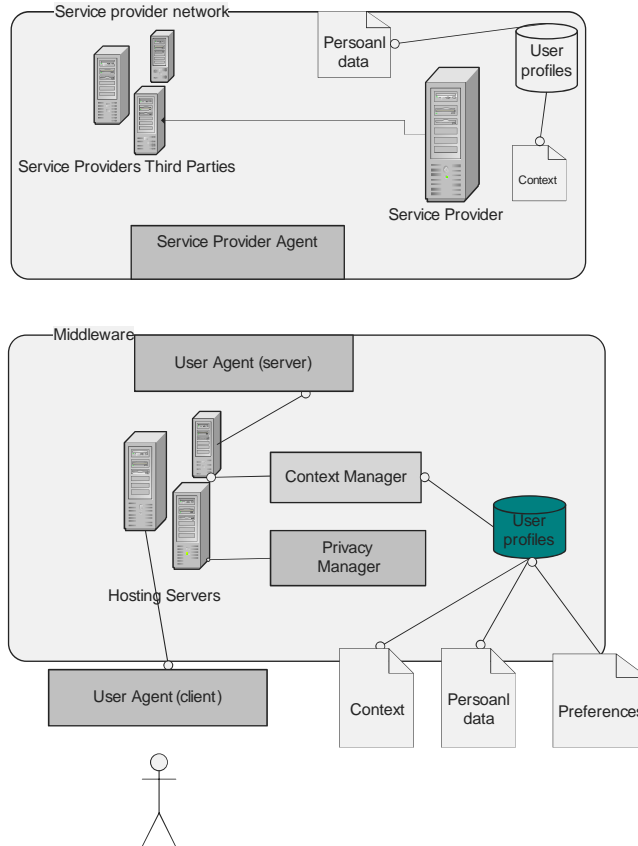 Service provider network
Persoanl
data
User
profiles
Service Providers Third Parties
Context
Service Provider
Service Provider Agent
Middleware
User Agent (server)
Context Manager
User
profiles
Privacy
Manager
Hosting Servers
User Agent (client)
Context
Persoanl
data
Preferences